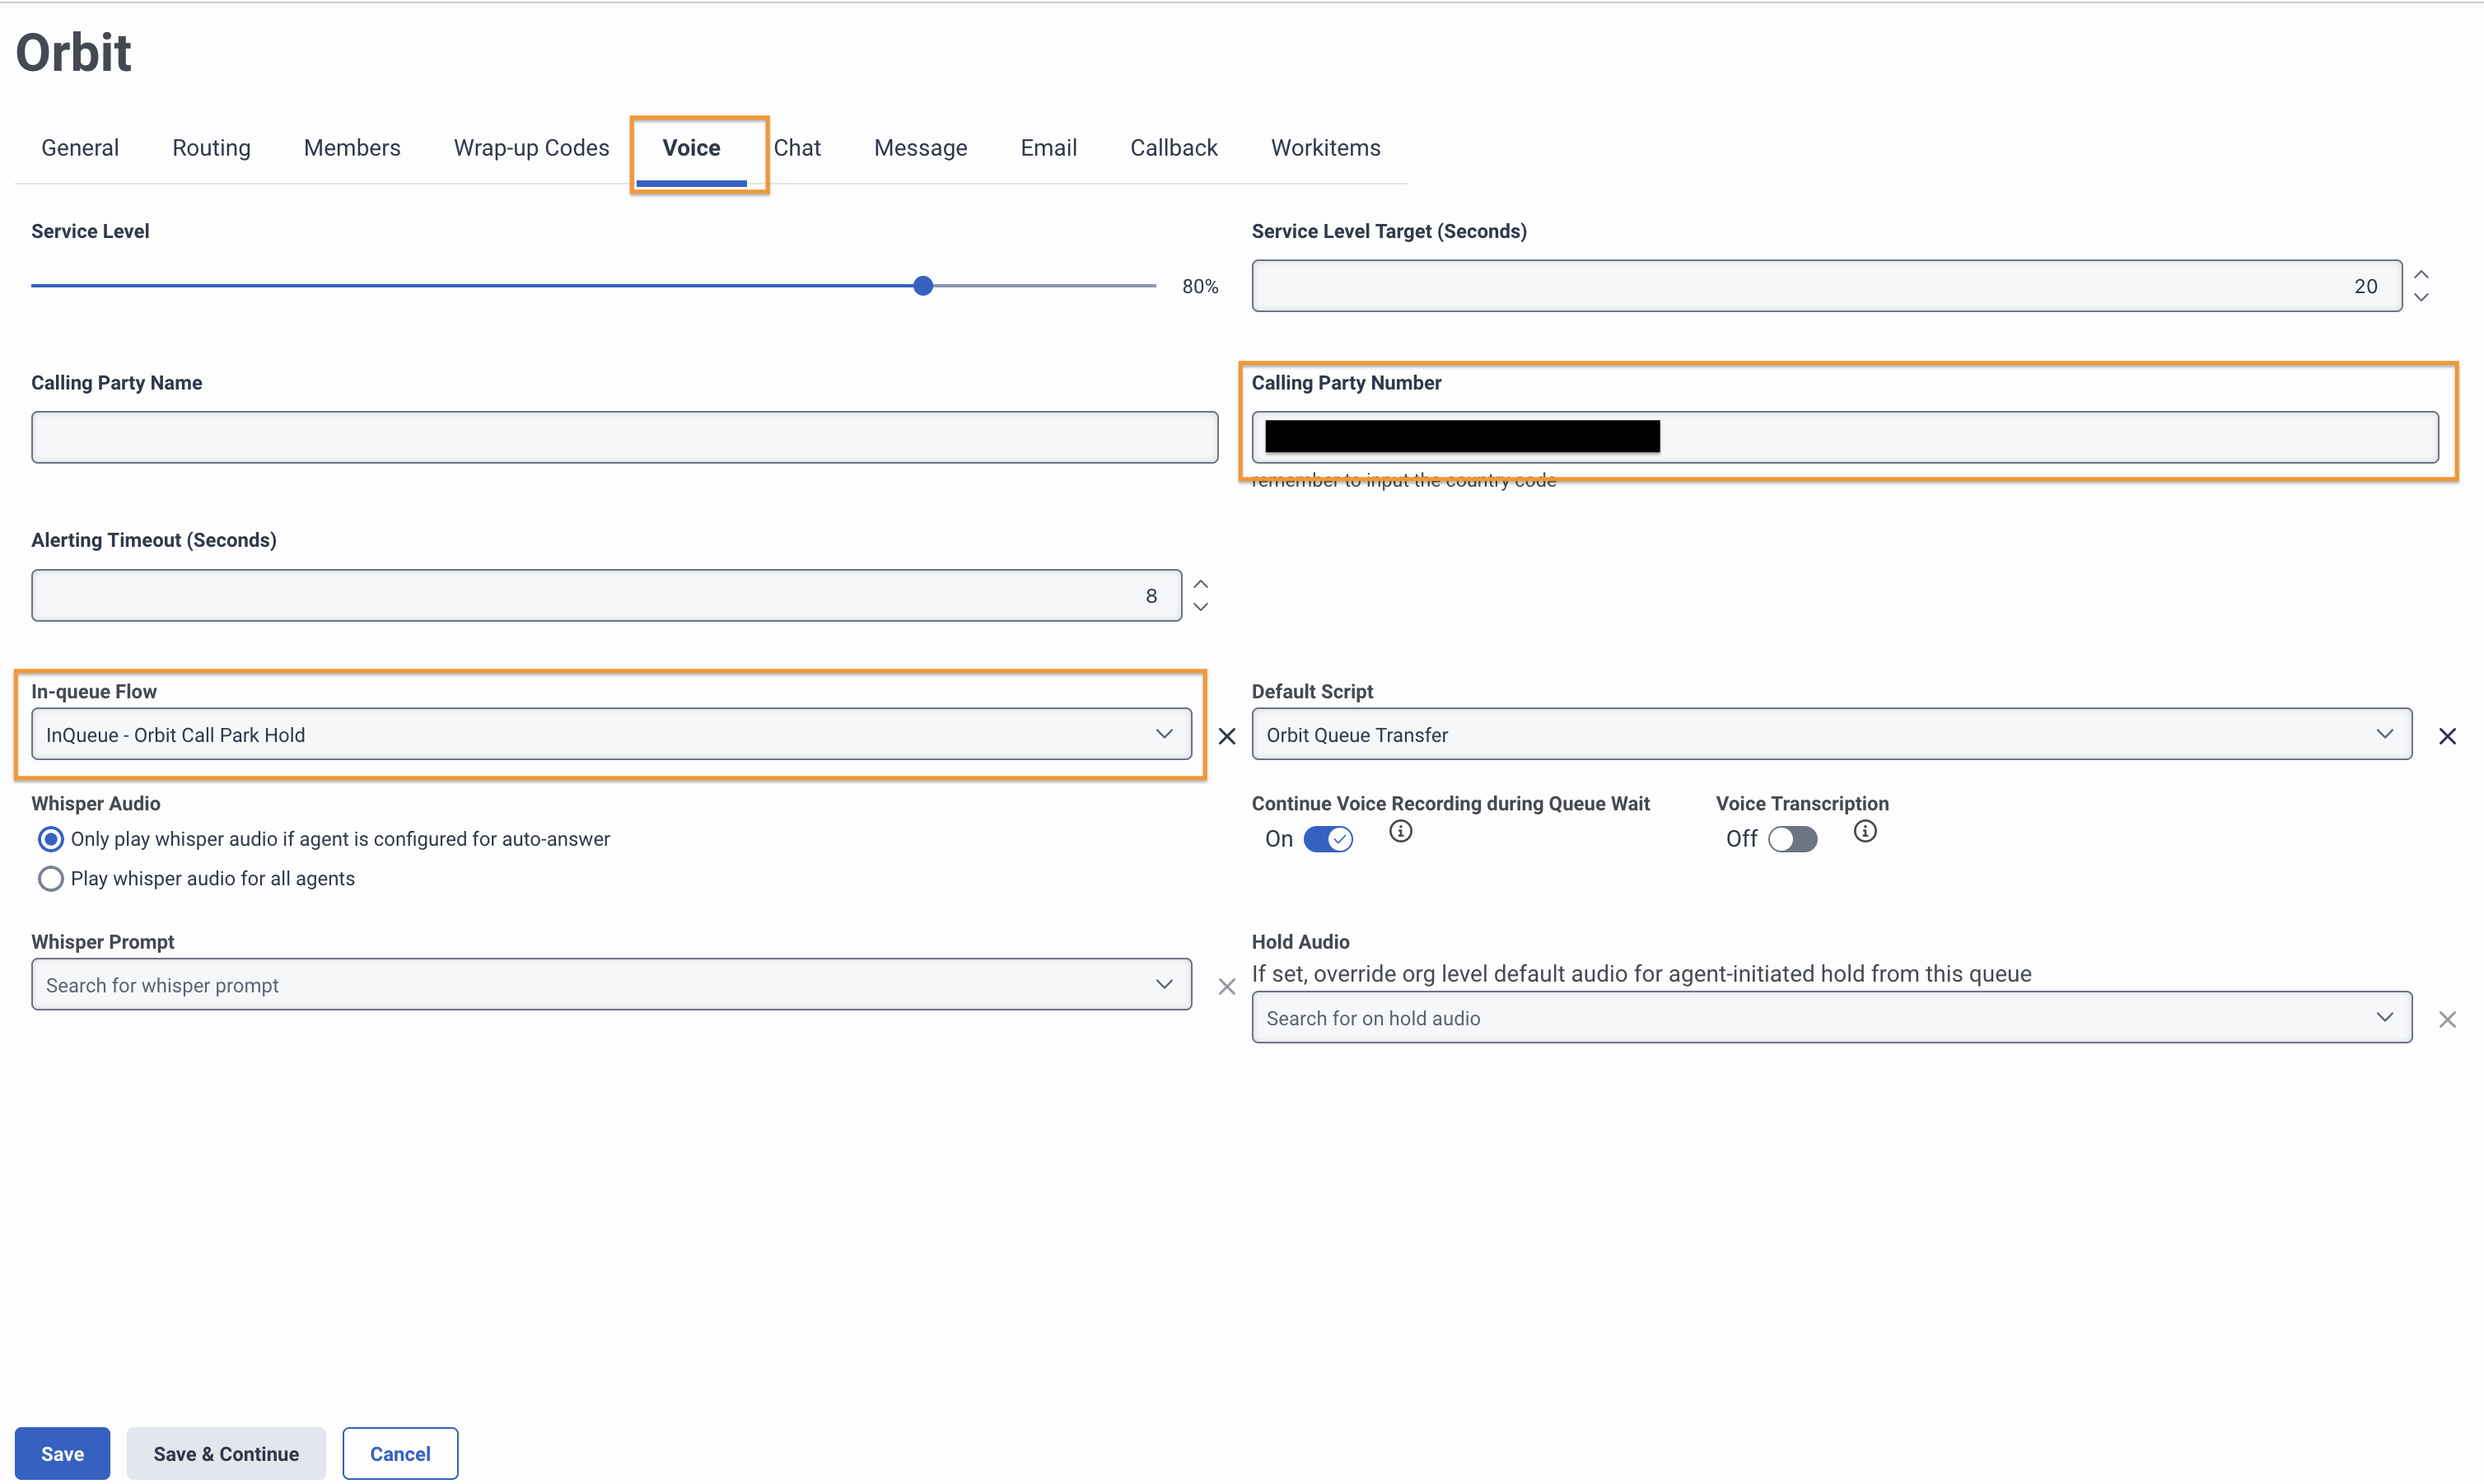 Orbit
General Routing Members Wrap-up Codes Voice Chat Message Email Callback Workitems
Service Level
80%
Service Level Target (Seconds)
20
Calling Party Name
Calling Party Number
remember to input the country code
Alerting Timeout (Seconds)
8
In-queue Flow
InQueue - Orbit Call Park Hold
Default Script
Orbit Queue Transfer
Whisper Audio
Only play whisper audio if agent is configured for auto-answer
Play whisper audio for all agents
Continue Voice Recording during Queue Wait
On
Voice Transcription
Off
Whisper Prompt
Search for whisper prompt
Hold Audio
If set, override org level default audio for agent-initiated hold from this queue
Search for on hold audio
Save Save & Continue Cancel